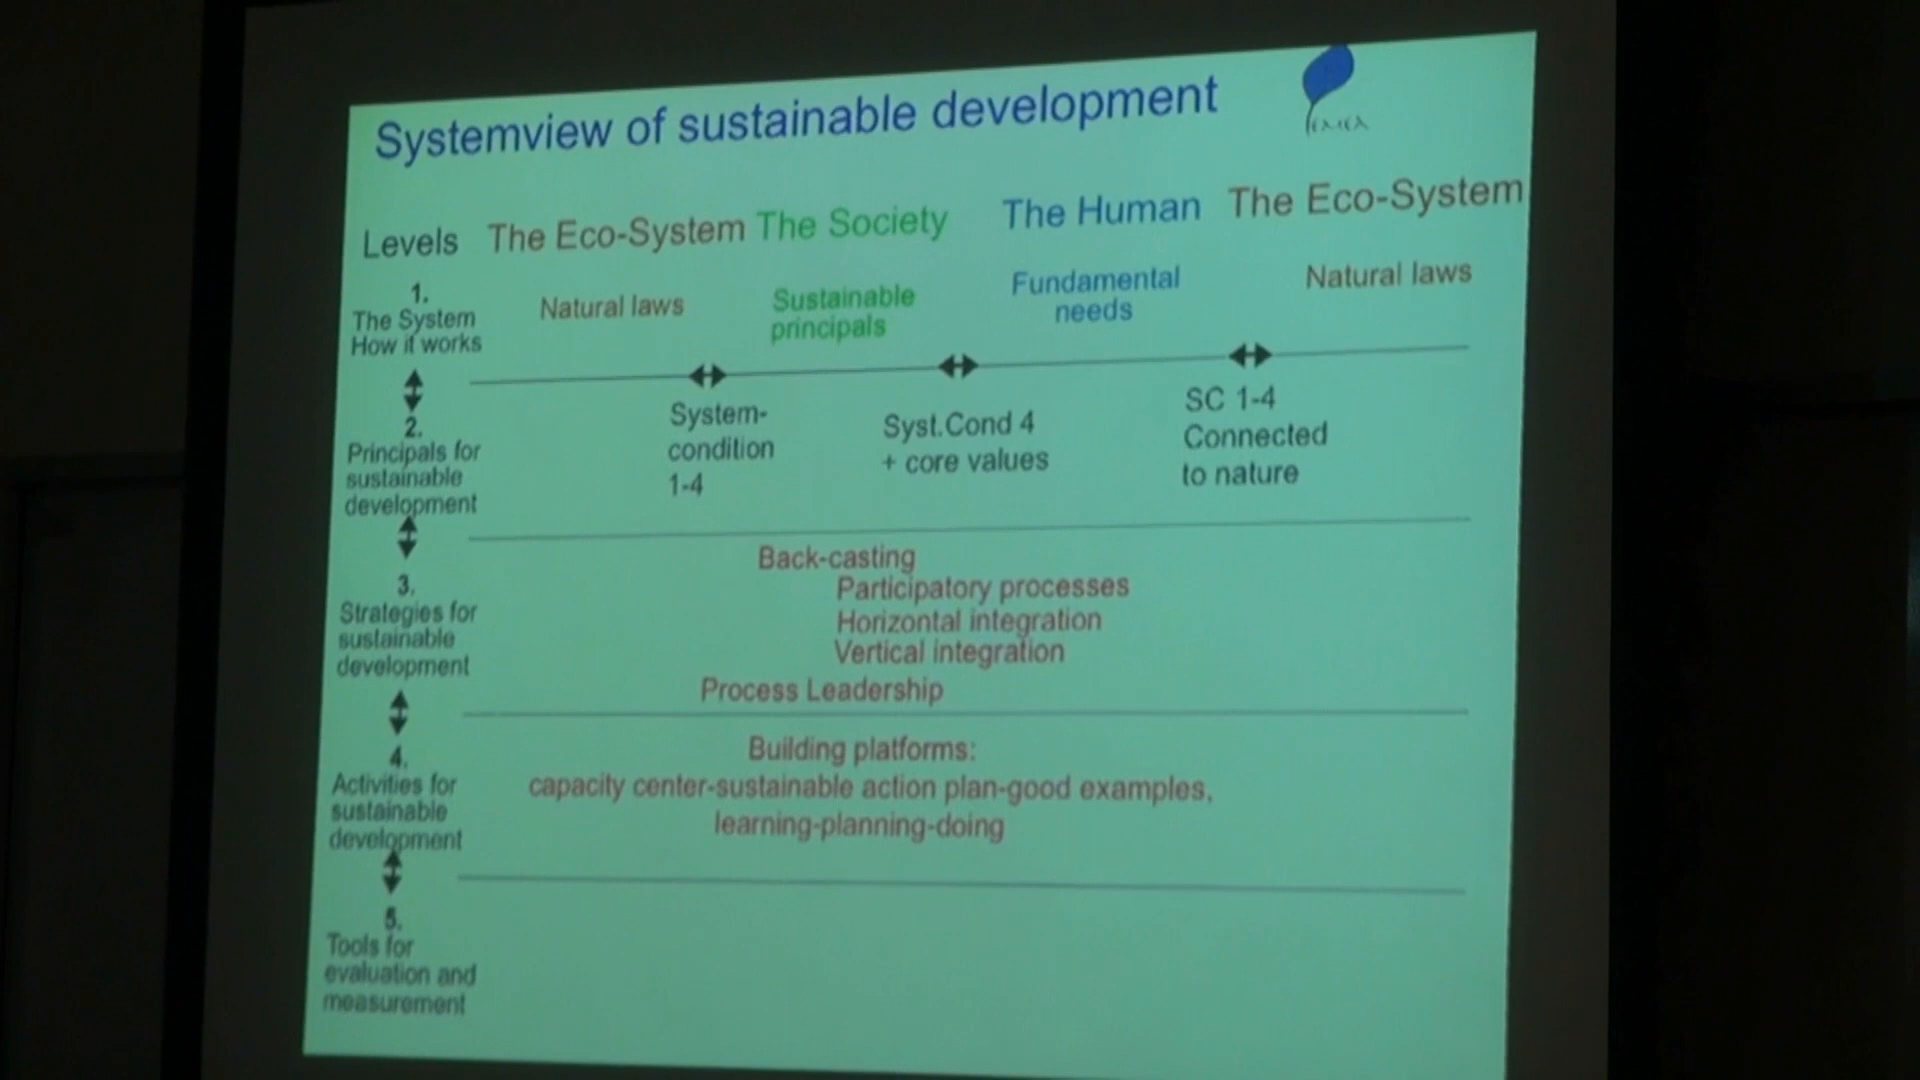 Systemview of sustainable development
Levels The Eco-System The Society The Human The Eco-System
1.
The System
How it works
Natural laws
Sustainable
principals
Fundamental
needs
Natural laws
2.
Principals for
sustainable
development
System-
condition
1-4
Syst.Cond 4
+ core values
SC 1-4
Connected
to nature
3.
Strategies for
sustainable
development
Back-casting
Participatory processes
Horizontal integration
Vertical integration
Process Leadership
4.
Activities for
sustainable
development
Building platforms:
capacity center-sustainable action plan-good examples,
learning-planning-doing
5.
Tools for
evaluation and
measurement